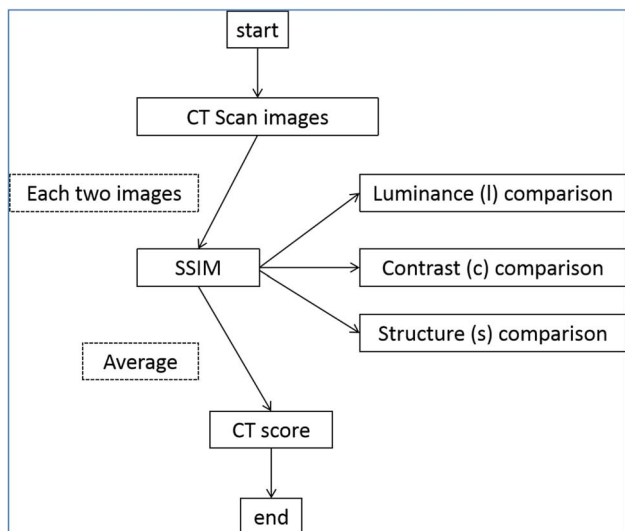 start
CT Scan images
Each two images
Luminance (l) comparison
SSIM
Contrast (c) comparison
Structure (s) comparison
Average
CT score
end